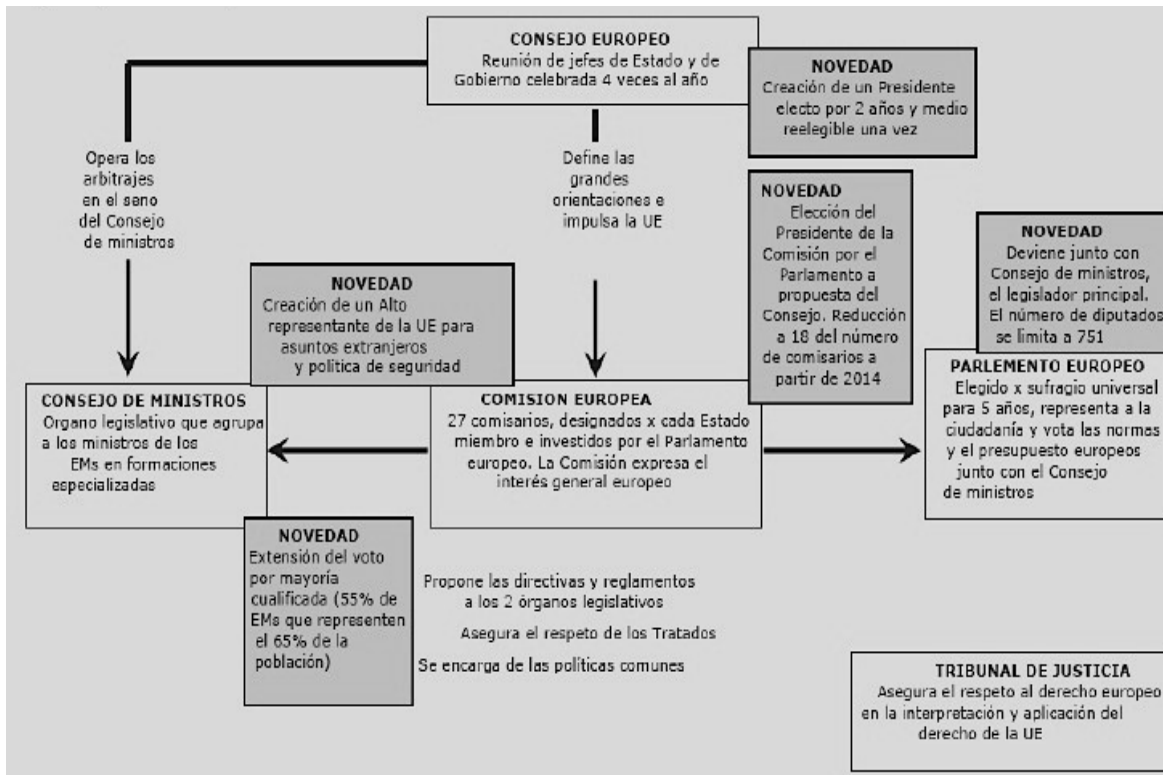 CONSEJO EUROPEO
Reunión de jefes de Estado y de
Gobierno celebrada 4 veces al año
NOVEDAD
Creación de un Presidente
electo por 2 años y medio
reelegible una vez
Opera los
arbitrajes
en el seno
del Consejo
de ministros
Define las
grandes
orientaciones e
impulsa la UE
NOVEDAD
Elección del
Presidente de la
Comisión por el
Parlamento a
propuesta del
Consejo. Reducción
a 18 del número
de comisarios a
partir de 2014
NOVEDAD
Deviene junto con
Consejo de ministros,
el legislador principal.
El número de diputados
se limita a 751
NOVEDAD
Creación de un Alto
representante de la UE para
asuntos extranjeros
y política de seguridad
CONSEJO DE MINISTROS
Organo legislativo que agrupa
a los ministros de los
EMs en formaciones
especializadas
COMISION EUROPEA
27 comisarios, designados x cada Estado
miembro e investidos por el Parlamento
europeo. La Comisión expresa el
interés general europeo
PARLEMENTO EUROPEO
Elegido x sufragio universal
para 5 años, representa a la
ciudadanía y vota las normas
y el presupuesto europeos
junto con el Consejo
de ministros
NOVEDAD
Extensión del voto
por mayoría
cualificada (55% de
EMs que representen
el 65% de la
población)
Propone las directivas y reglamentos
a los 2 órganos legislativos
Asegura el respeto de los Tratados
Se encarga de las políticas comunes
TRIBUNAL DE JUSTICIA
Asegura el respeto al derecho europeo
en la interpretación y aplicación del
derecho de la UE